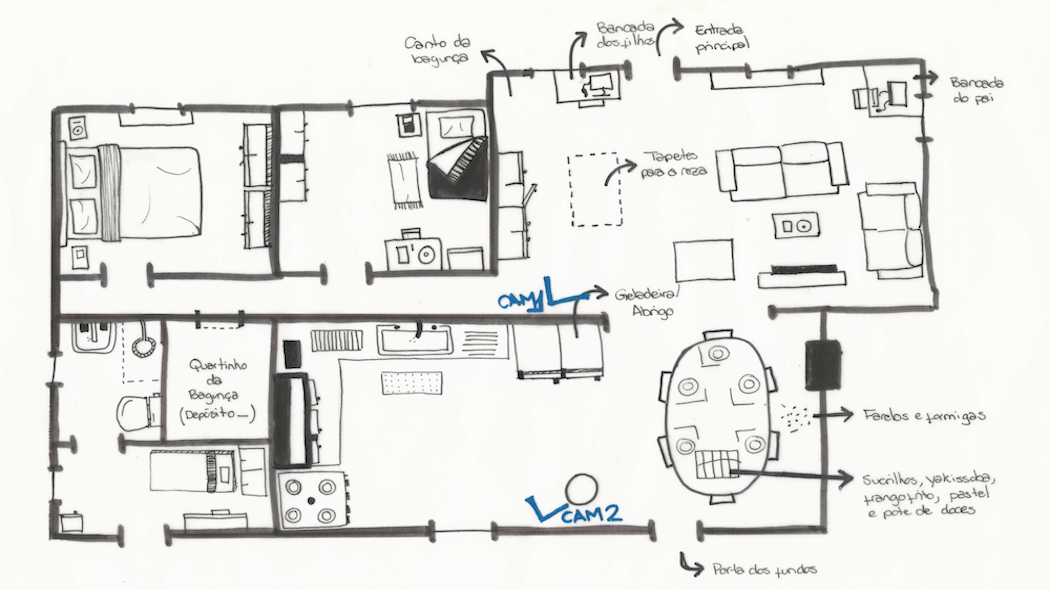 Canto da
bagunça
Bancada
dos filhos
Entrada
principal
Bancada
do pai
Tapetes
para a reza
CAM1
Geladeira/
Abrigo
Quartinho
da
Bagunça
(Depósito)
Farelos e formigas
Sucrilhos, yakissoba,
frango frito, pastel
e pote de doces
CAM2
Porta dos fundos